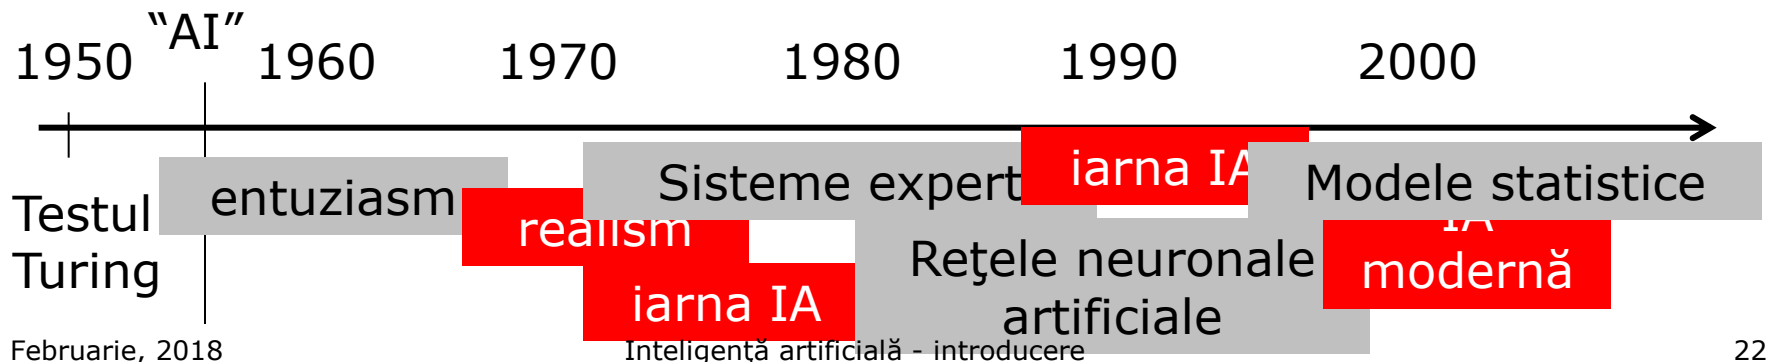 “AI”
1950 1960 1970 1980 1990 2000
Testul
Turing
entuziasm
realism
iarna IA
Sisteme expert
Reţele neuronale
artificiale
iarna IA
Modele statistice
IA
modernă
Februarie, 2018 Inteligenţă artificială - introducere 22